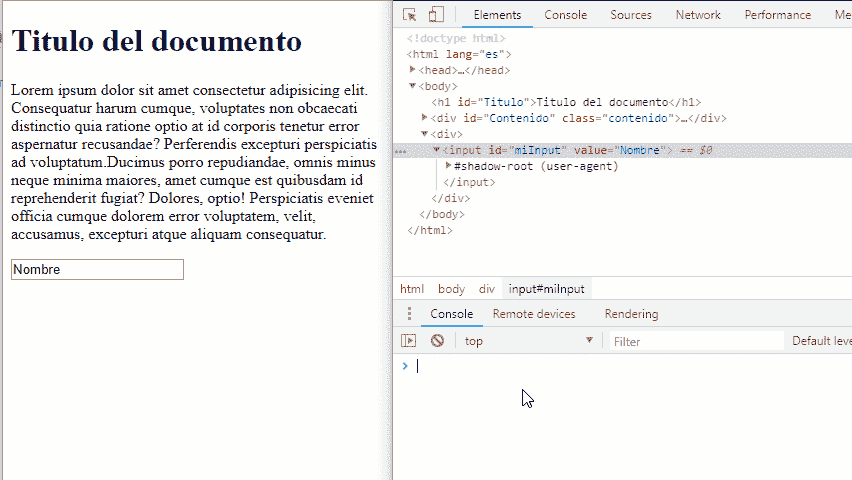 Titulo del documento
Lorem ipsum dolor sit amet consectetur adipisicing elit.
Consequatur harum cumque, voluptates non obcaecati
distinctio quia ratione optio at id corporis tenetur error
aspernatur recusandae? Perferendis excepturi perspiciatis
ad voluptatum.Ducimus porro repudiandae, omnis minus
neque minima maiores, amet cumque est quibusdam id
reprehenderit fugiat? Dolores, optio! Perspiciatis eveniet
officia cumque dolorem error voluptatem, velit,
accusamus, excepturi atque aliquam consequatur.
Nombre
Elements Console Sources Network Performance Me
<!doctype html>
<html lang="es">
<head>…</head>
<body>
<h1 id="Titulo">Titulo del documento</h1>
<div id="Contenido" class="contenido">…</div>
<div>
<input id="miInput" value="Nombre"> == $0
#shadow-root (user-agent)
</input>
</div>
</body>
</html>
html body div input#miInput
Console Remote devices Rendering
top Filter Default leve